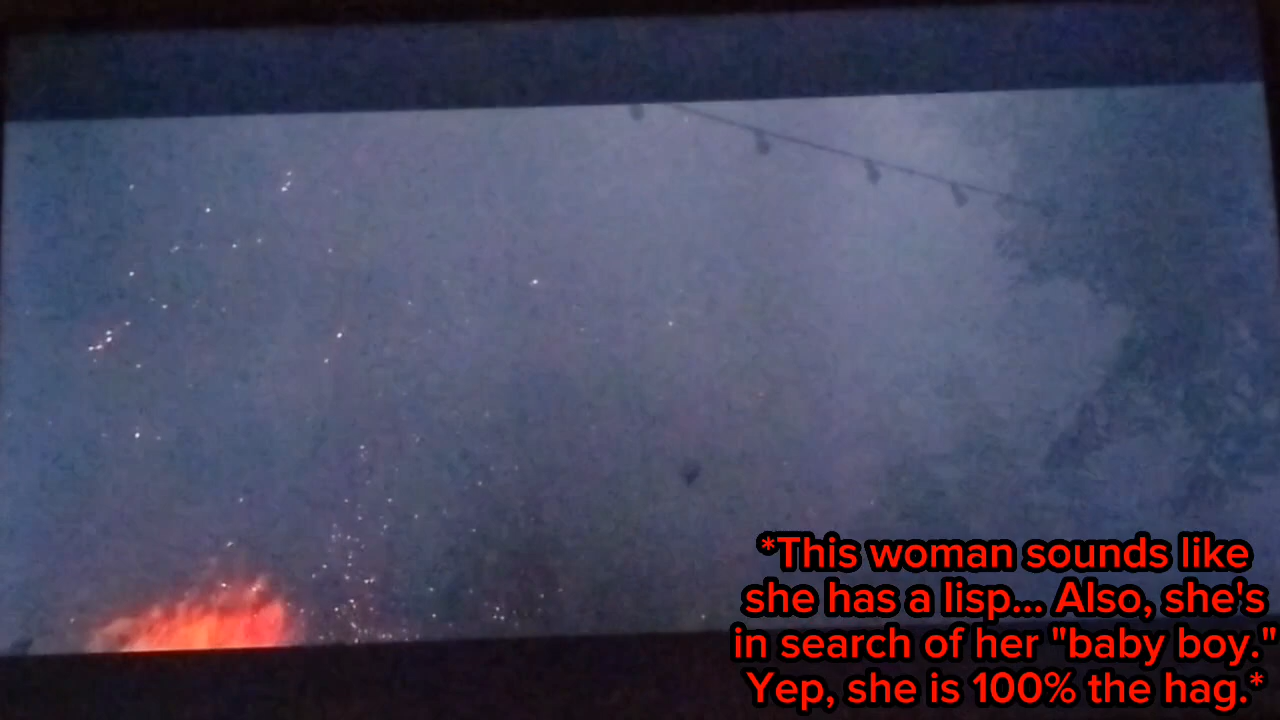 *This woman sounds like
she has a lisp... Also, she's
in search of her "baby boy."
Yep, she is 100% the hag.*